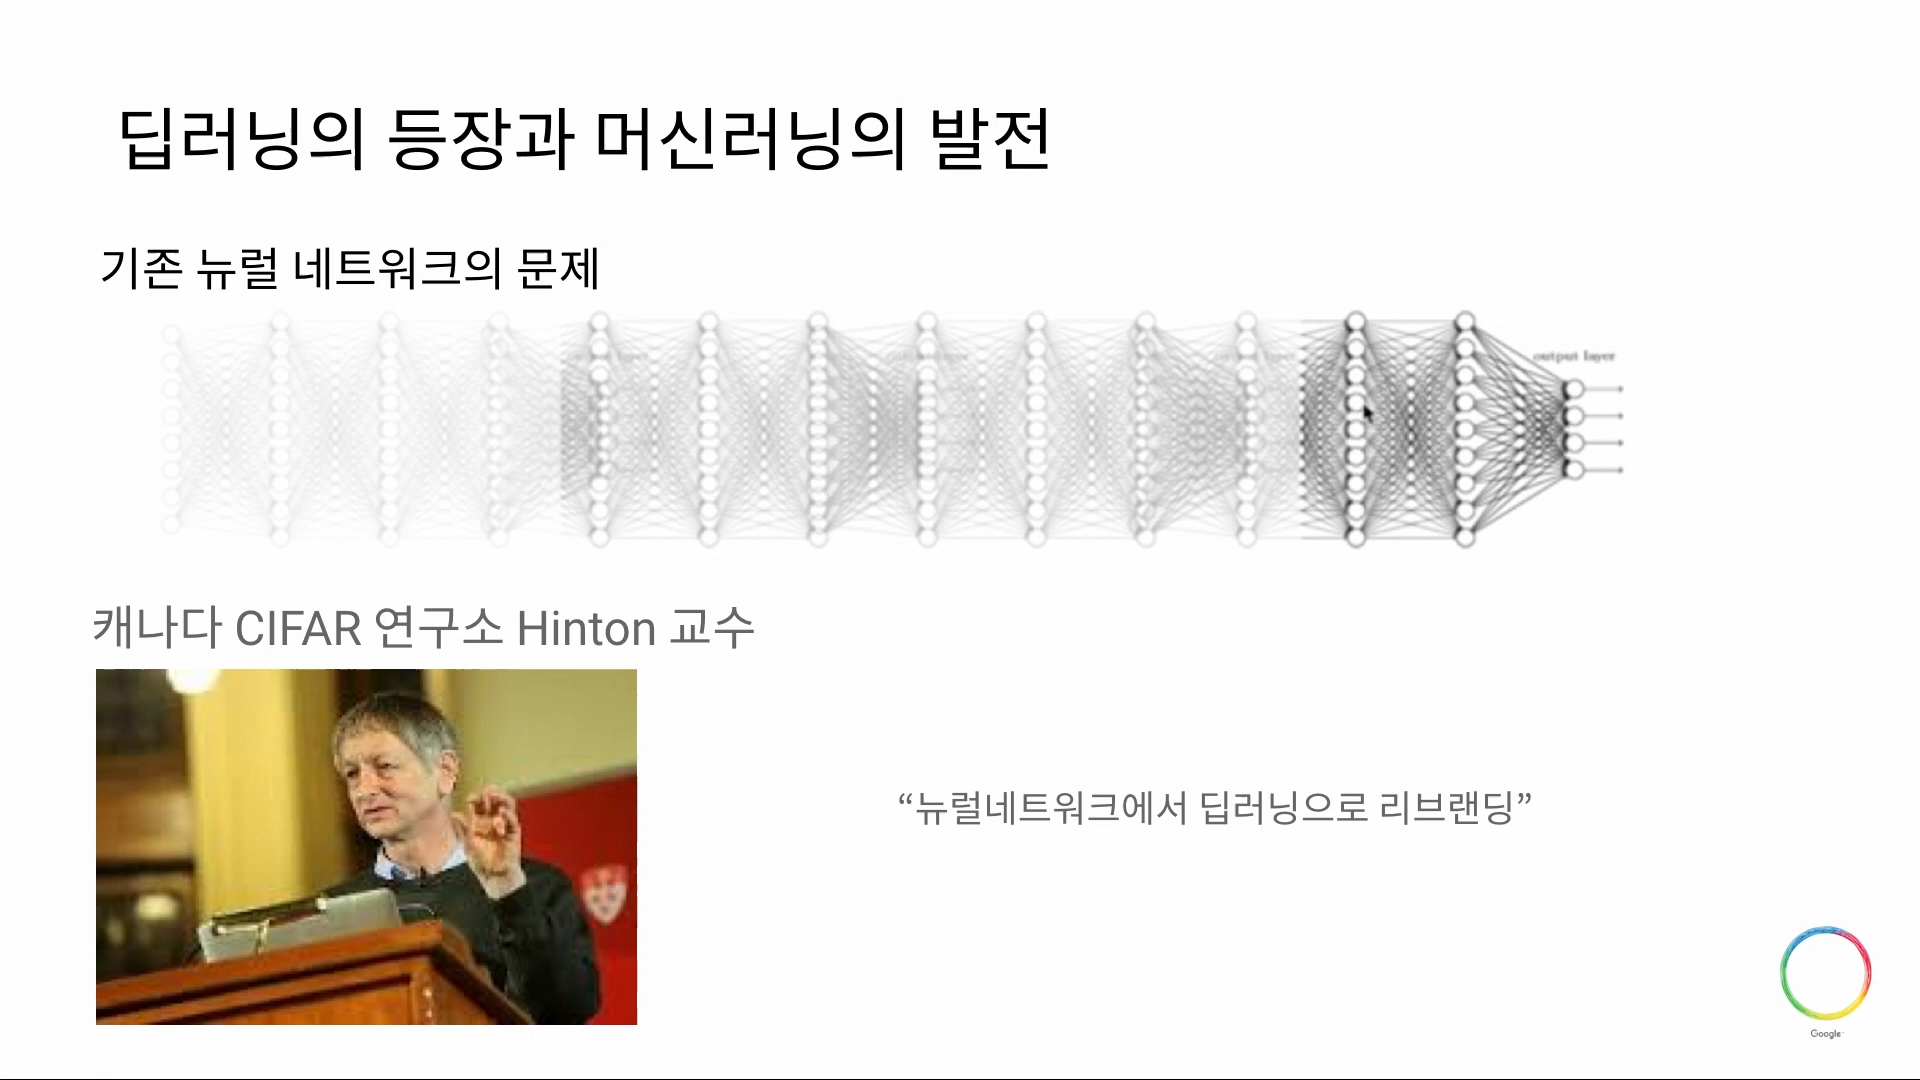 딥러닝의 등장과 머신러닝의 발전
기존 뉴럴 네트워크의 문제
output layer
캐나다 CIFAR 연구소 Hinton 교수
“뉴럴네트워크에서 딥러닝으로 리브랜딩”
Google